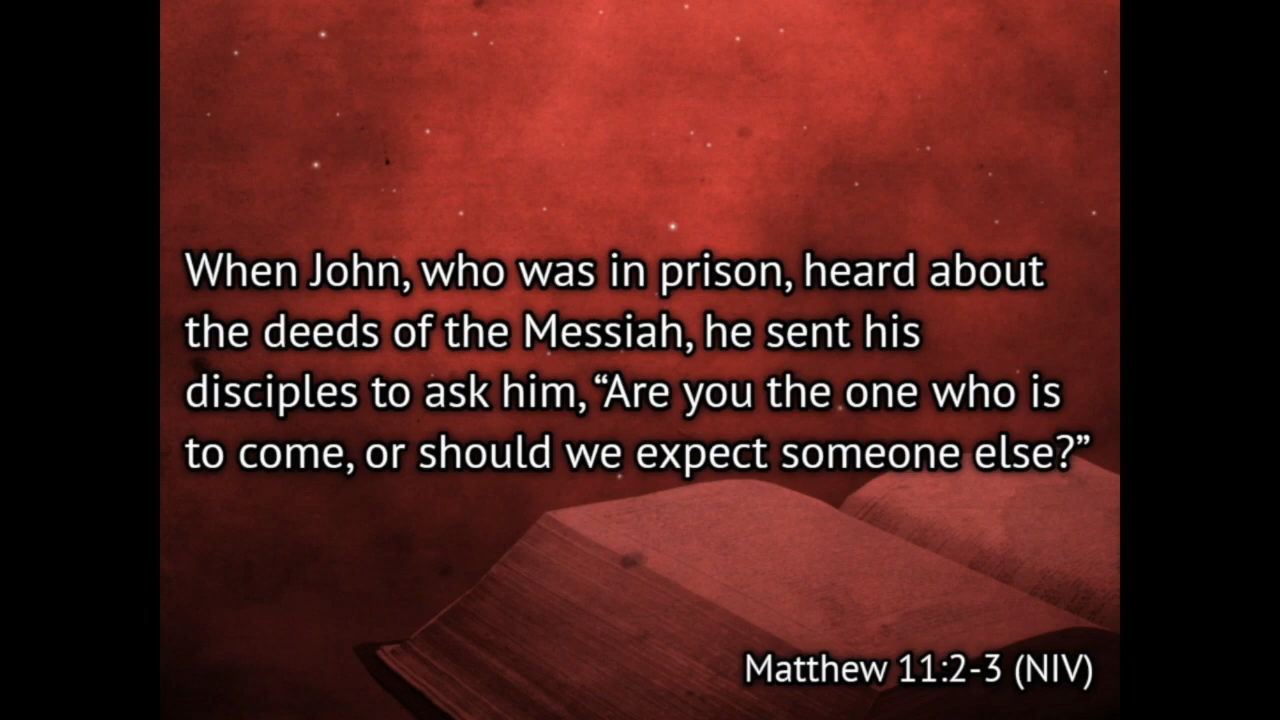 When John, who was in prison, heard about
the deeds of the Messiah, he sent his
disciples to ask him, “Are you the one who is
to come, or should we expect someone else?”
Matthew 11:2-3 (NIV)